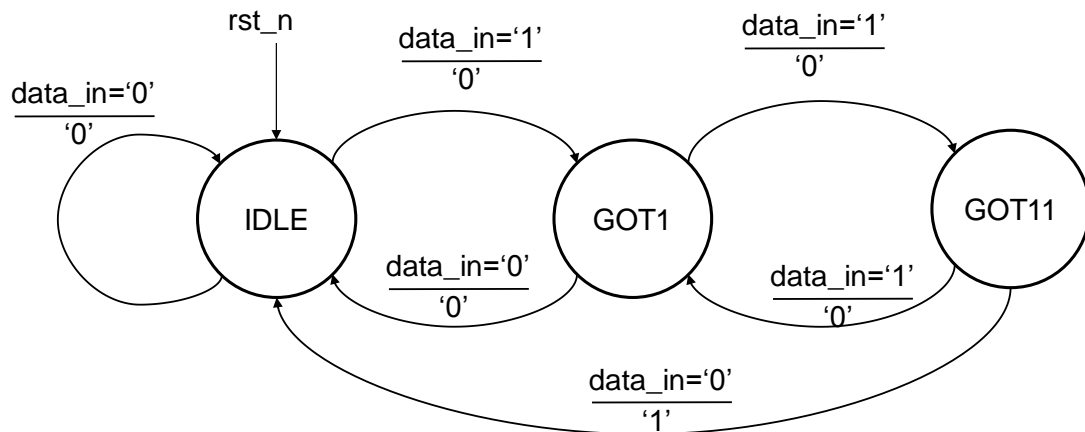 rst_n
data_in=‘1’
‘0’
data_in=‘1’
‘0’
data_in=‘0’
‘0’
IDLE
GOT1
GOT11
data_in=‘0’
‘0’
data_in=‘1’
‘0’
data_in=‘0’
‘1’